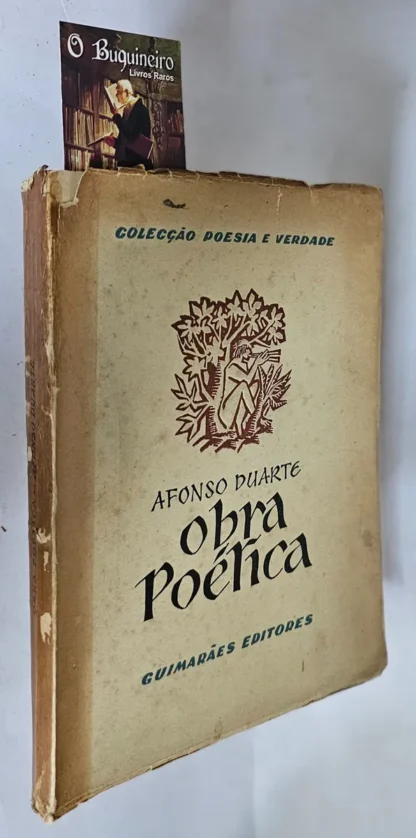 O Buquineiro
Livros Raros
COLECÇÃO POESIA E VERDADE
AFONSO DUARTE
Obra
Poética
GUIMARÃES EDITORES